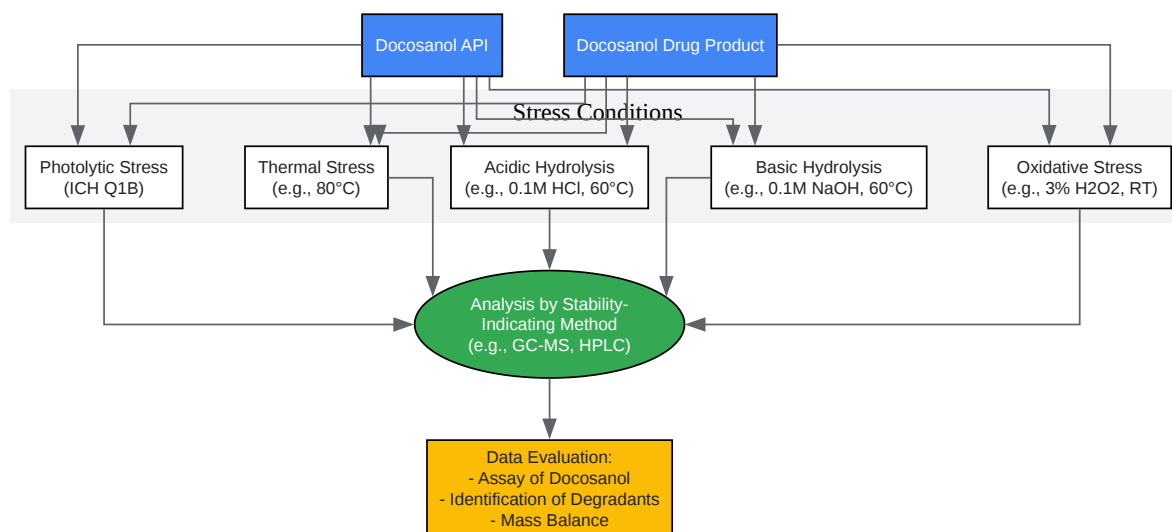 Docosanol API
Docosanol Drug Product
Stress Conditions
Photolytic Stress
(ICH Q1B)
Thermal Stress
(e.g., 80°C)
Acidic Hydrolysis
(e.g., 0.1M HCl, 60°C)
Basic Hydrolysis
(e.g., 0.1M NaOH, 60°C)
Oxidative Stress
(e.g., 3% H2O2, RT)
Analysis by Stability-
Indicating Method
(e.g., GC-MS, HPLC)
Data Evaluation:
- Assay of Docosanol
- Identification of Degradants
- Mass Balance